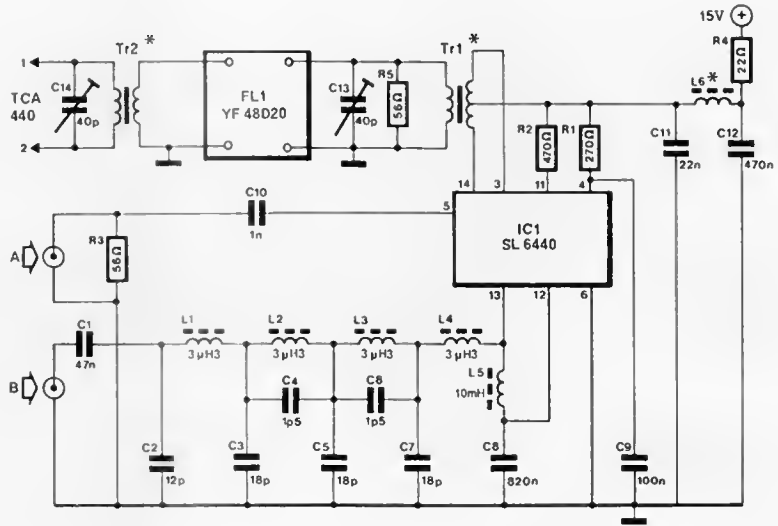 15V
R4
22Ω
Tr2 *
Tr1 *
L6 *
1
TCA
440
2
C14
40p
FL1
YF 48D20
C13
40p
R5
56Ω
R2
470Ω
R1
270Ω
C11
22n
C12
470n
14
3
11
4
C10
1n
5
IC1
SL 6440
A
R3
56Ω
13
12
6
C1
47n
L1
3µH3
L2
3µH3
L3
3µH3
L4
3µH3
B
C4
1p5
C8
1p5
L5
10mH
C2
12p
C3
18p
C5
18p
C7
18p
C8
820n
C9
100n